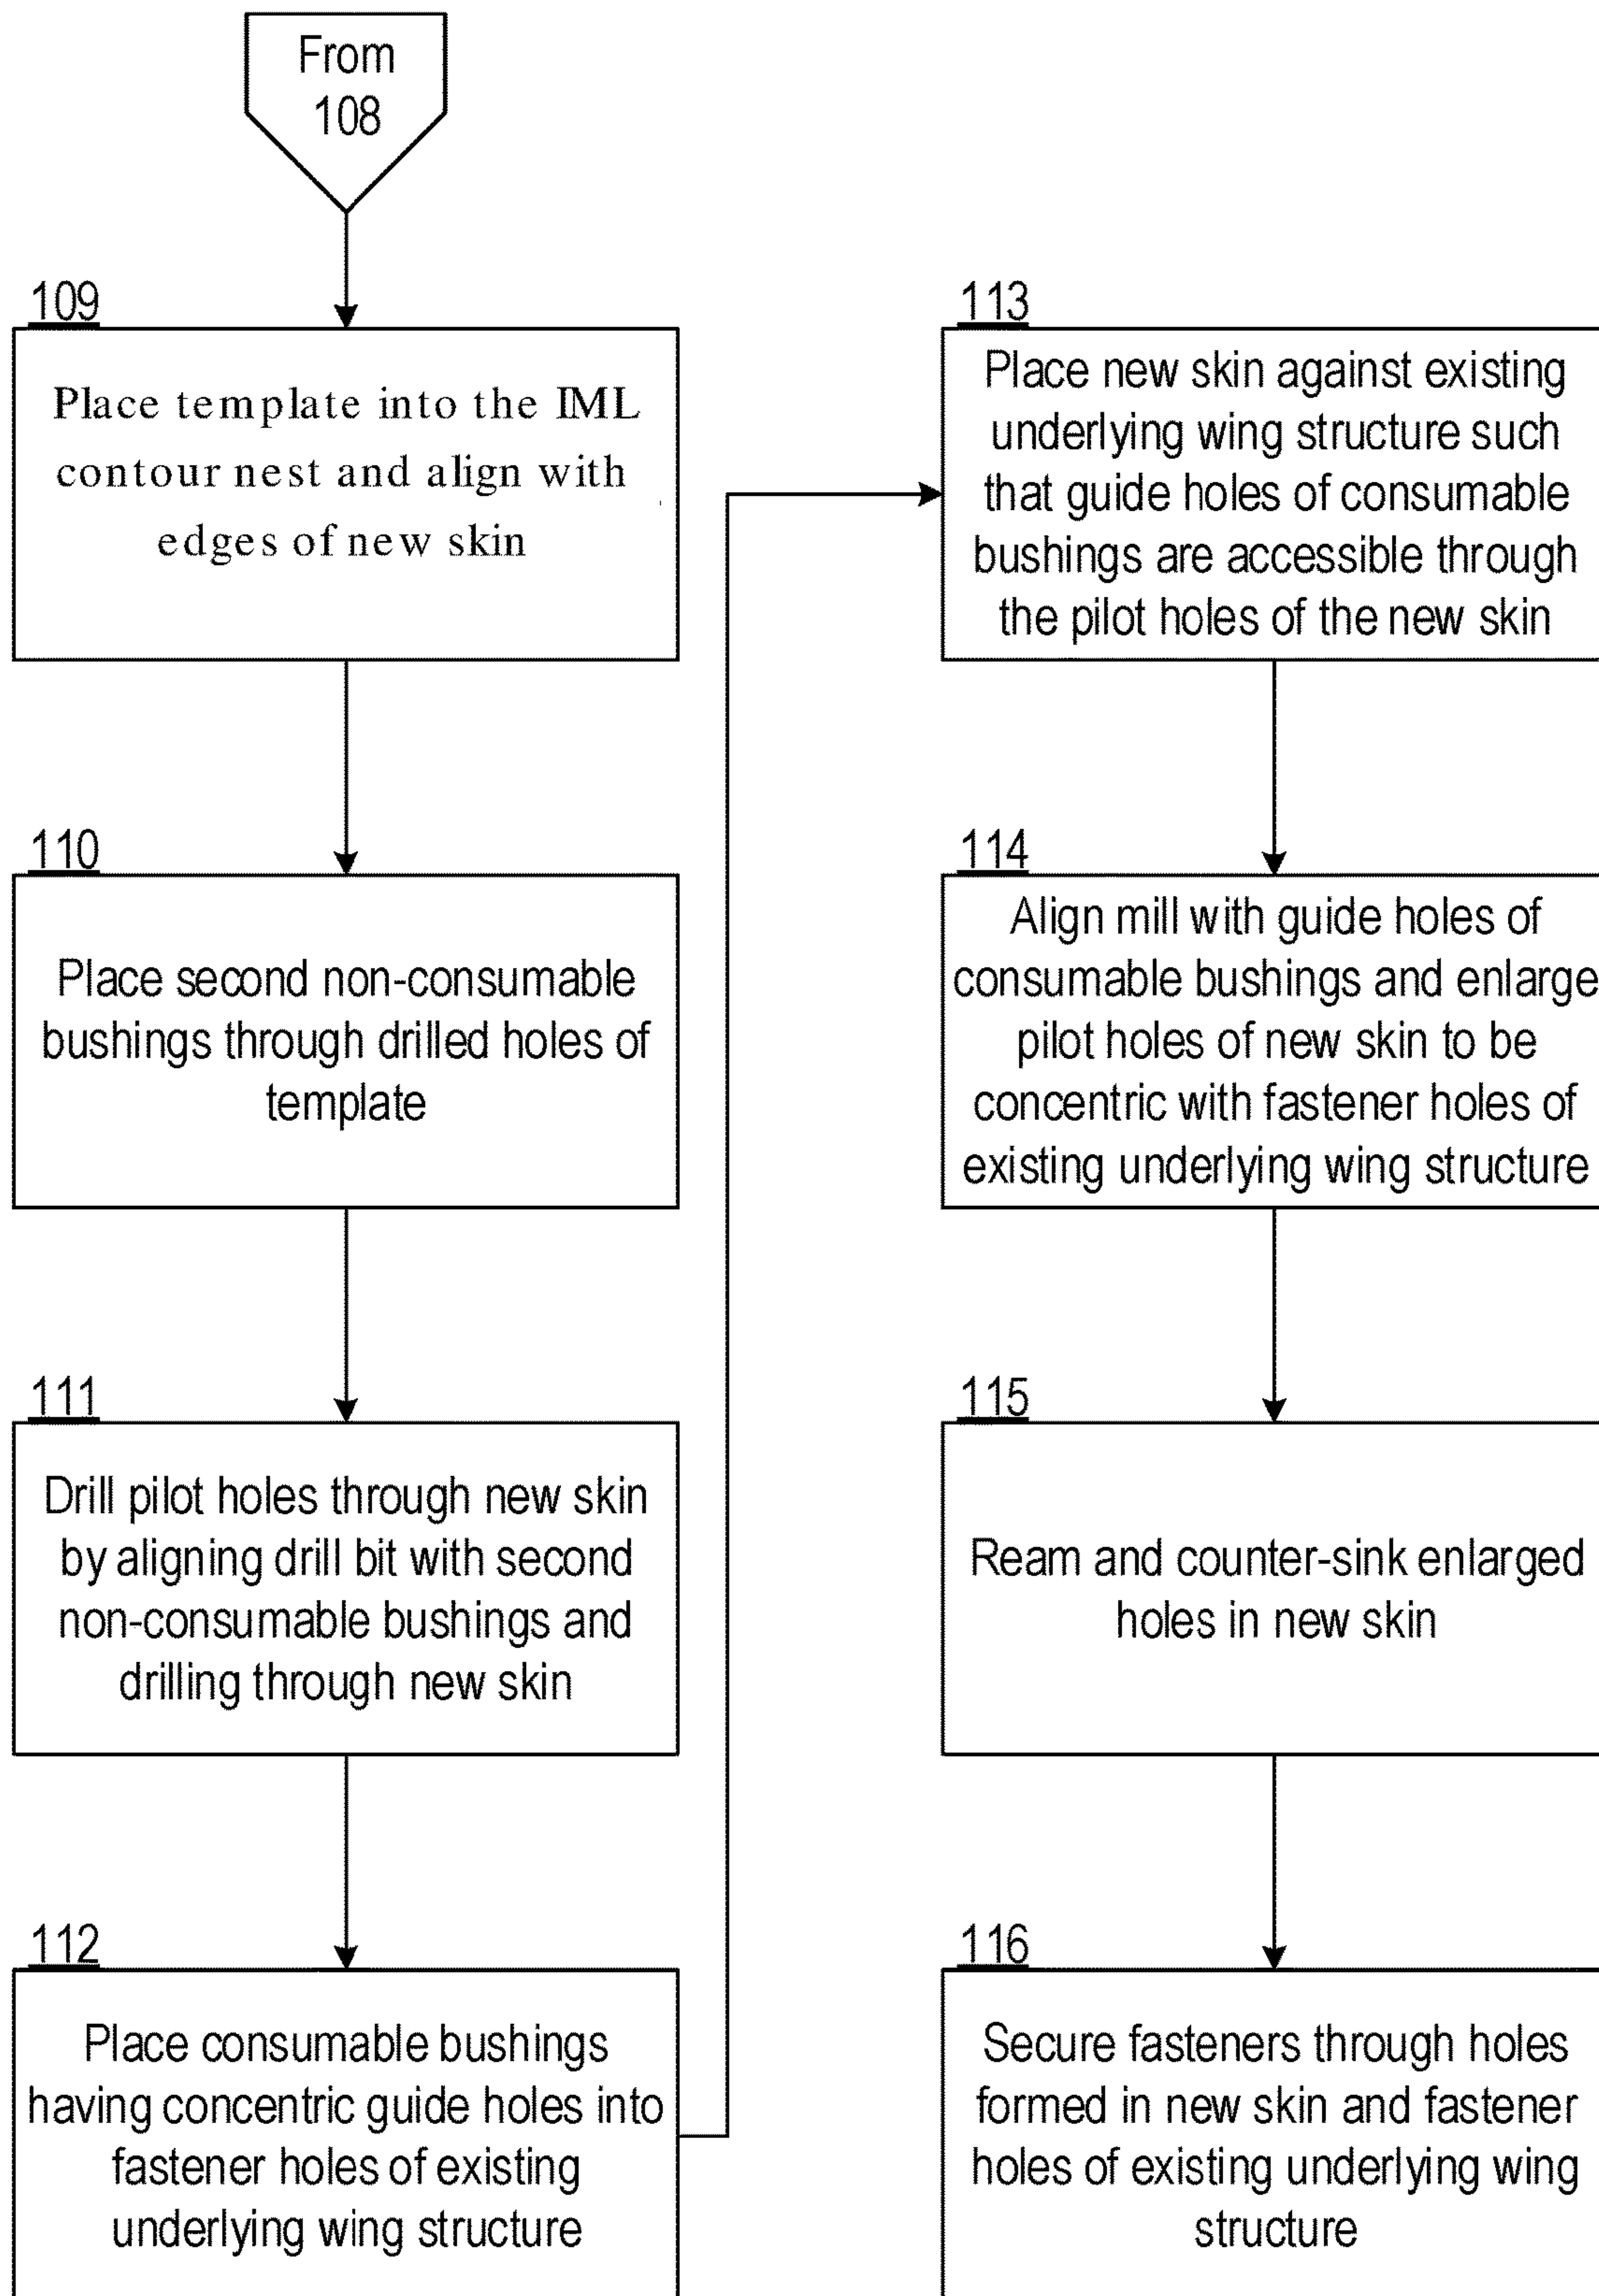 From
108
109
Place template into the IML
contour nest and align with
edges of new skin
110
Place second non-consumable
bushings through drilled holes of
template
111
Drill pilot holes through new skin
by aligning drill bit with second
non-consumable bushings and
drilling through new skin
112
Place consumable bushings
having concentric guide holes into
fastener holes of existing
underlying wing structure
113
Place new skin against existing
underlying wing structure such
that guide holes of consumable
bushings are accessible through
the pilot holes of the new skin
114
Align mill with guide holes of
consumable bushings and enlarge
pilot holes of new skin to be
concentric with fastener holes of
existing underlying wing structure
115
Ream and counter-sink enlarged
holes in new skin
116
Secure fasteners through holes
formed in new skin and fastener
holes of existing underlying wing
structure